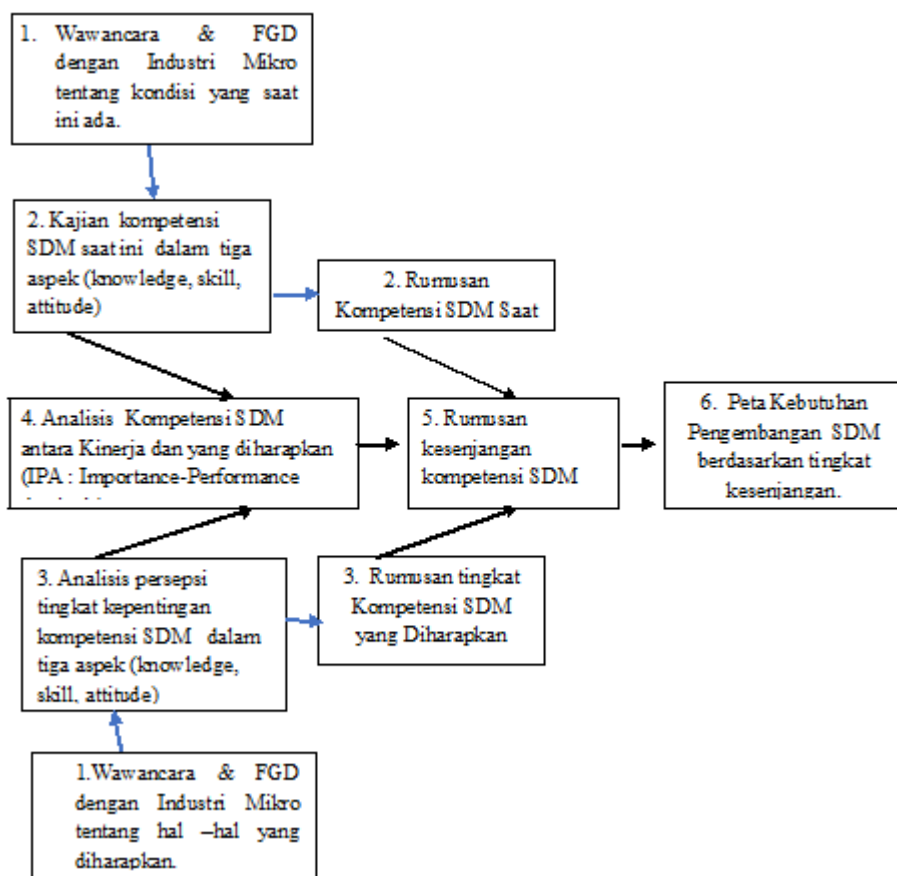 1. Wawancara & FGD
dengan Industri Mikro
tentang kondisi yang saat
ini ada.
2. Kajian kompetensi
SDM saat ini dalam tiga
aspek (knowledge, skill,
attitude)
2. Rumusan
Kompetensi SDM Saat
4. Analisis Kompetensi SDM
antara Kinerja dan yang diharapkan
(IPA : Importance-Performance
5. Rumusan
kesenjangan
kompetensi SDM
6. Peta Kebutuhan
Pengembangan SDM
berdasarkan tingkat
kesenjangan.
3. Analisis persepsi
tingkat kepentingan
kompetensi SDM dalam
tiga aspek (knowledge,
skill, attitude)
3. Rumusan tingkat
Kompetensi SDM
yang Diharapkan
1.Wawancara & FGD
dengan Industri Mikro
tentang hal –hal yang
diharapkan.